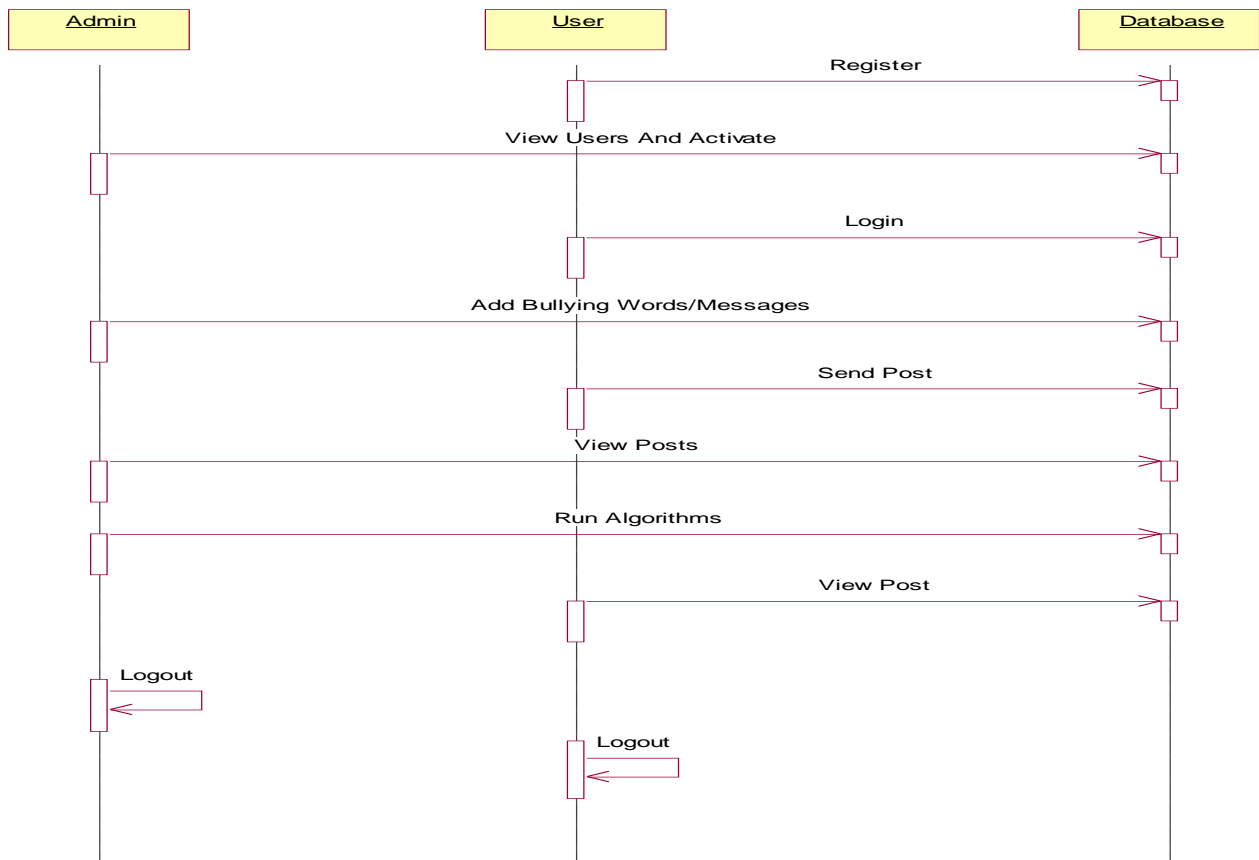 Admin
User
Database
Register
View Users And Activate
Login
Add Bullying Words/Messages
Send Post
View Posts
Run Algorithms
View Post
Logout
Logout